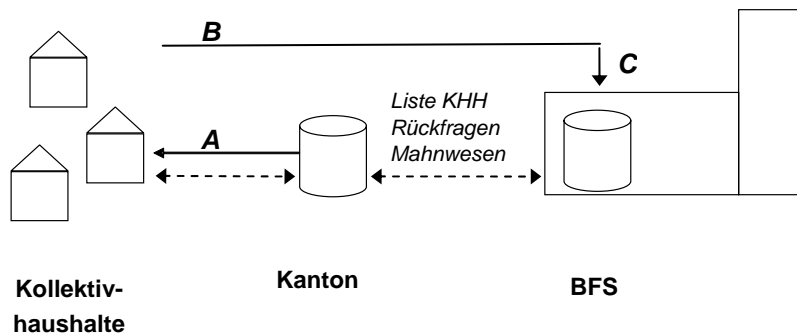 B
C
Liste KHH
Rückfragen
Mahnwesen
A
Kollektiv-
haushalte
Kanton
BFS